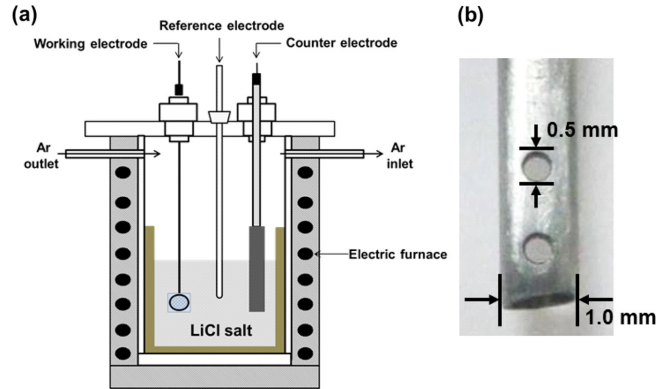 (a)
Reference electrode
Working electrode
Counter electrode
Ar
outlet
Ar
inlet
Electric furnace
LiCl salt
(b)
0.5 mm
1.0 mm